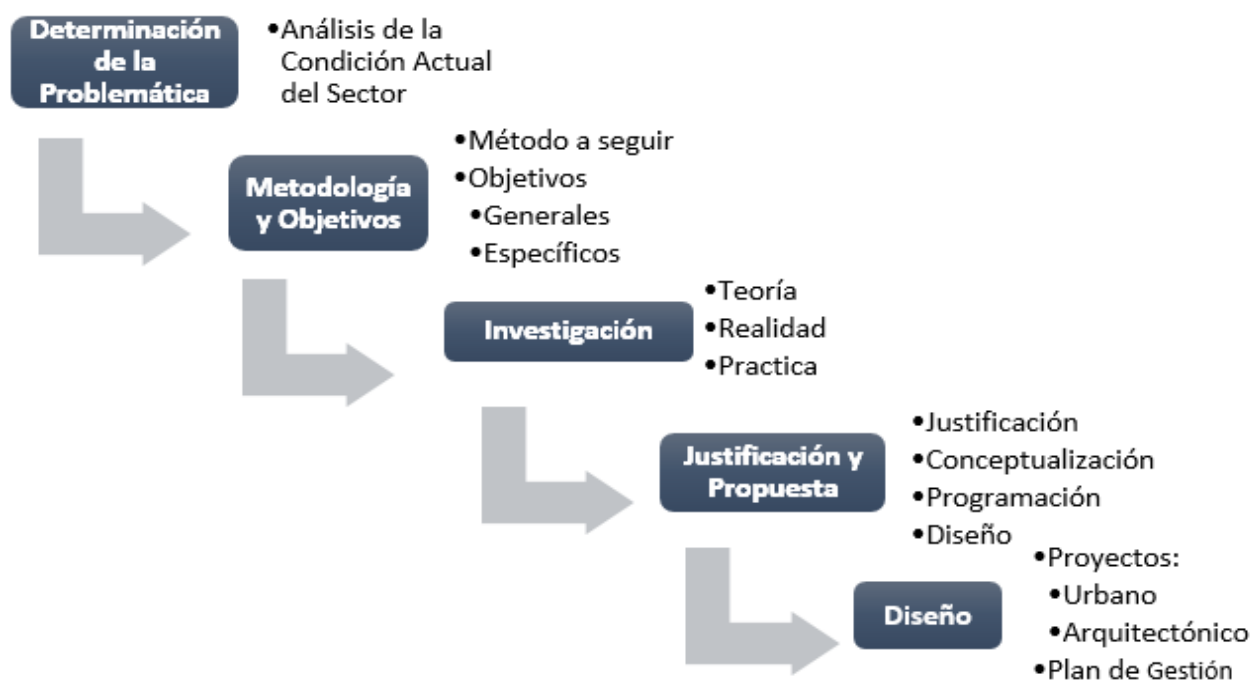 Determinación
de la
Problemática
•Análisis de la
Condición Actual
del Sector
Metodología
y Objetivos
•Método a seguir
•Objetivos
•Generales
•Específicos
Investigación
•Teoría
•Realidad
•Practica
Justificación y
Propuesta
•Justificación
•Conceptualización
•Programación
•Diseño
Diseño
•Proyectos:
•Urbano
•Arquitectónico
•Plan de Gestión